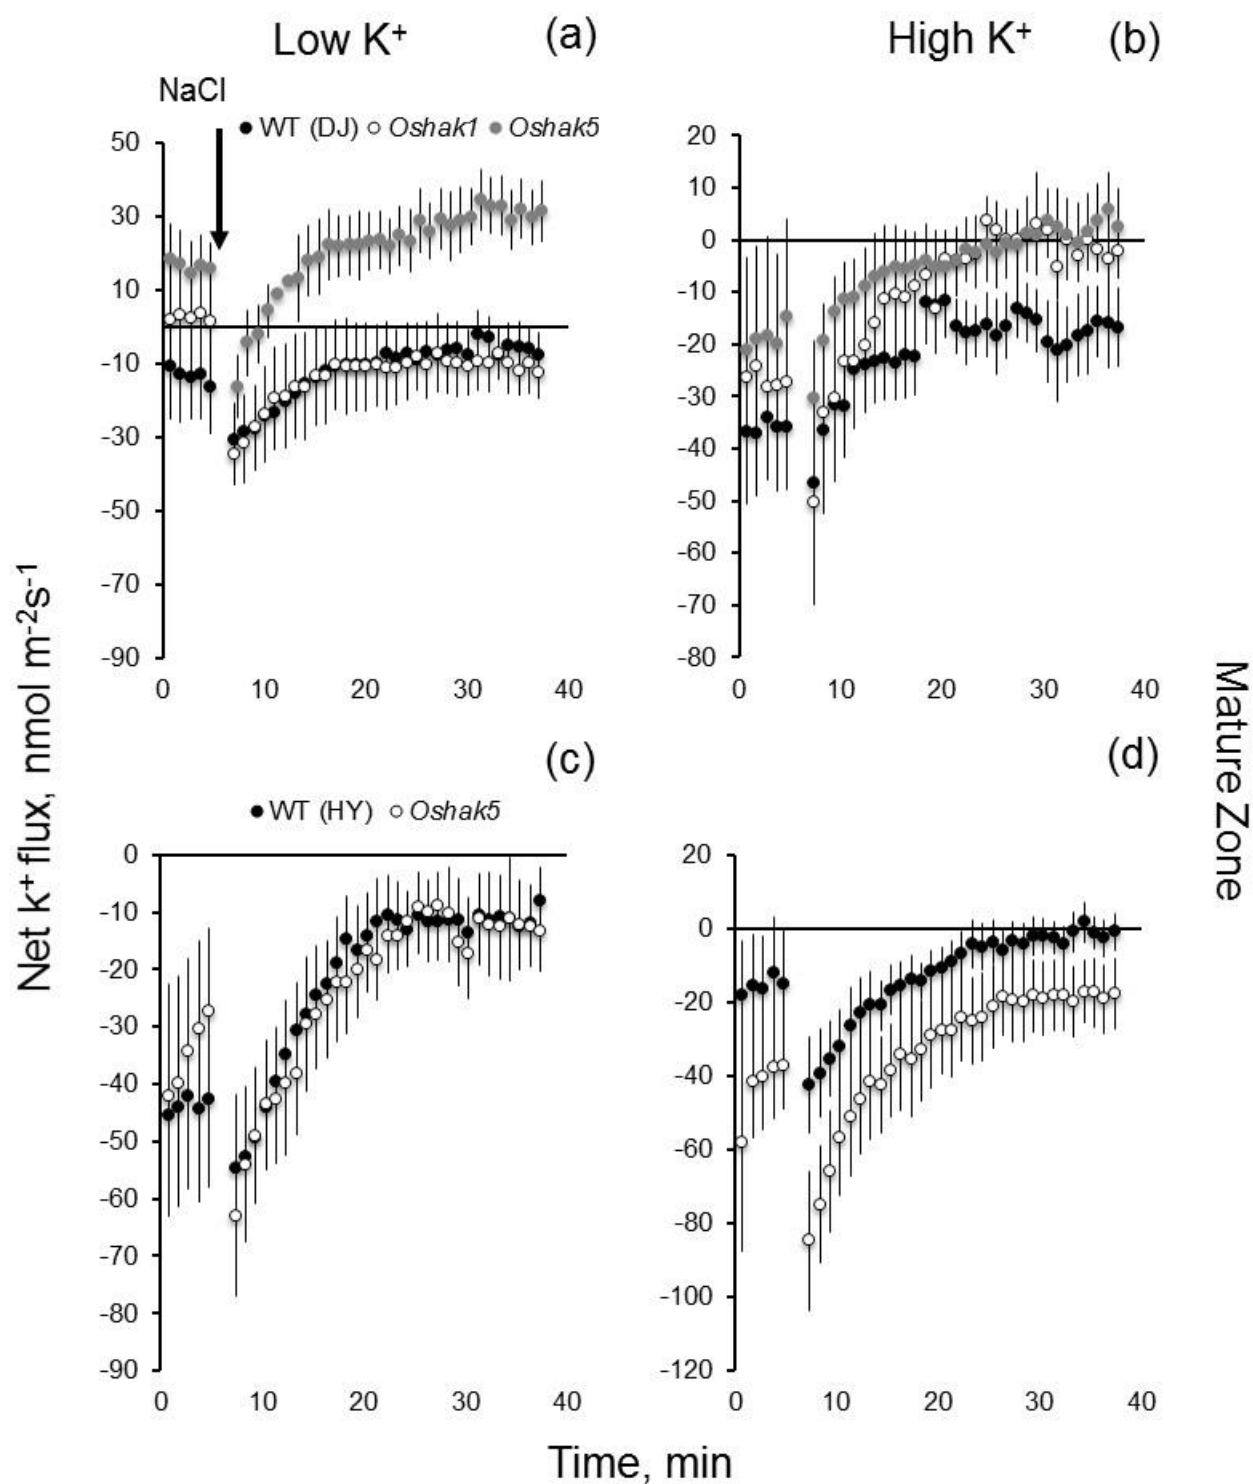 Low K⁺ (a)
High K⁺ (b)
NaCl
WT (DJ) Oshak1 Oshak5
50
30
10
-10
-30
-50
-70
-90
0 10 20 30 40
20
10
0
-10
-20
-30
-40
-50
-60
-70
-80
0 10 20 30 40
Net k⁺ flux, nmol m⁻²s⁻¹
Mature Zone
(c)
(d)
WT (HY) Oshak5
0
-10
-20
-30
-40
-50
-60
-70
-80
-90
0 10 20 30 40
20
0
-20
-40
-60
-80
-100
-120
0 10 20 30 40
Time, min